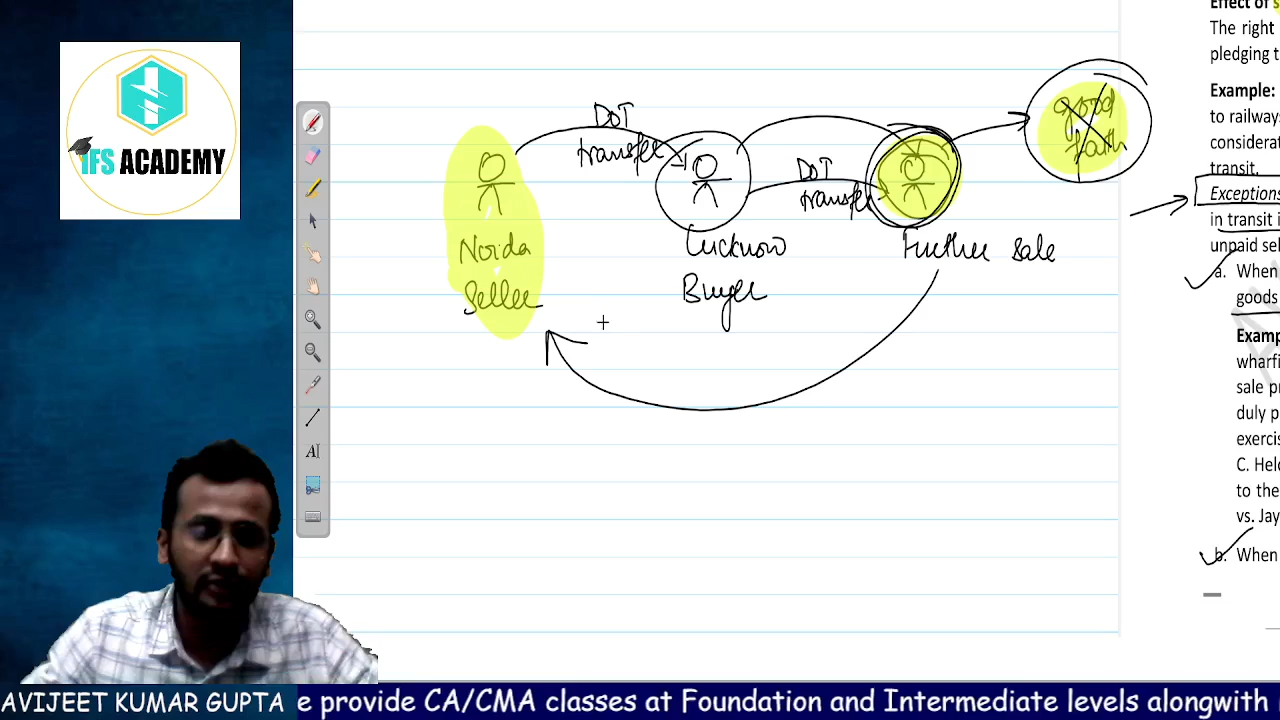 IFS ACADEMY
DOT
transfer
DOT
transfer
good
faith
Noida
Seller
Lucknow
Buyer
Further sale
Effect of s
The right
pledging t
Example:
to railways
considerat
transit.
Exceptions
in transit i
unpaid sel
a. When
goods
Examp
wharfi
sale pr
duly p
exercis
C. Held
to the
vs. Jay
b. When
AVIJEET KUMAR GUPTA e provide CA/CMA classes at Foundation and Intermediate levels alongwith